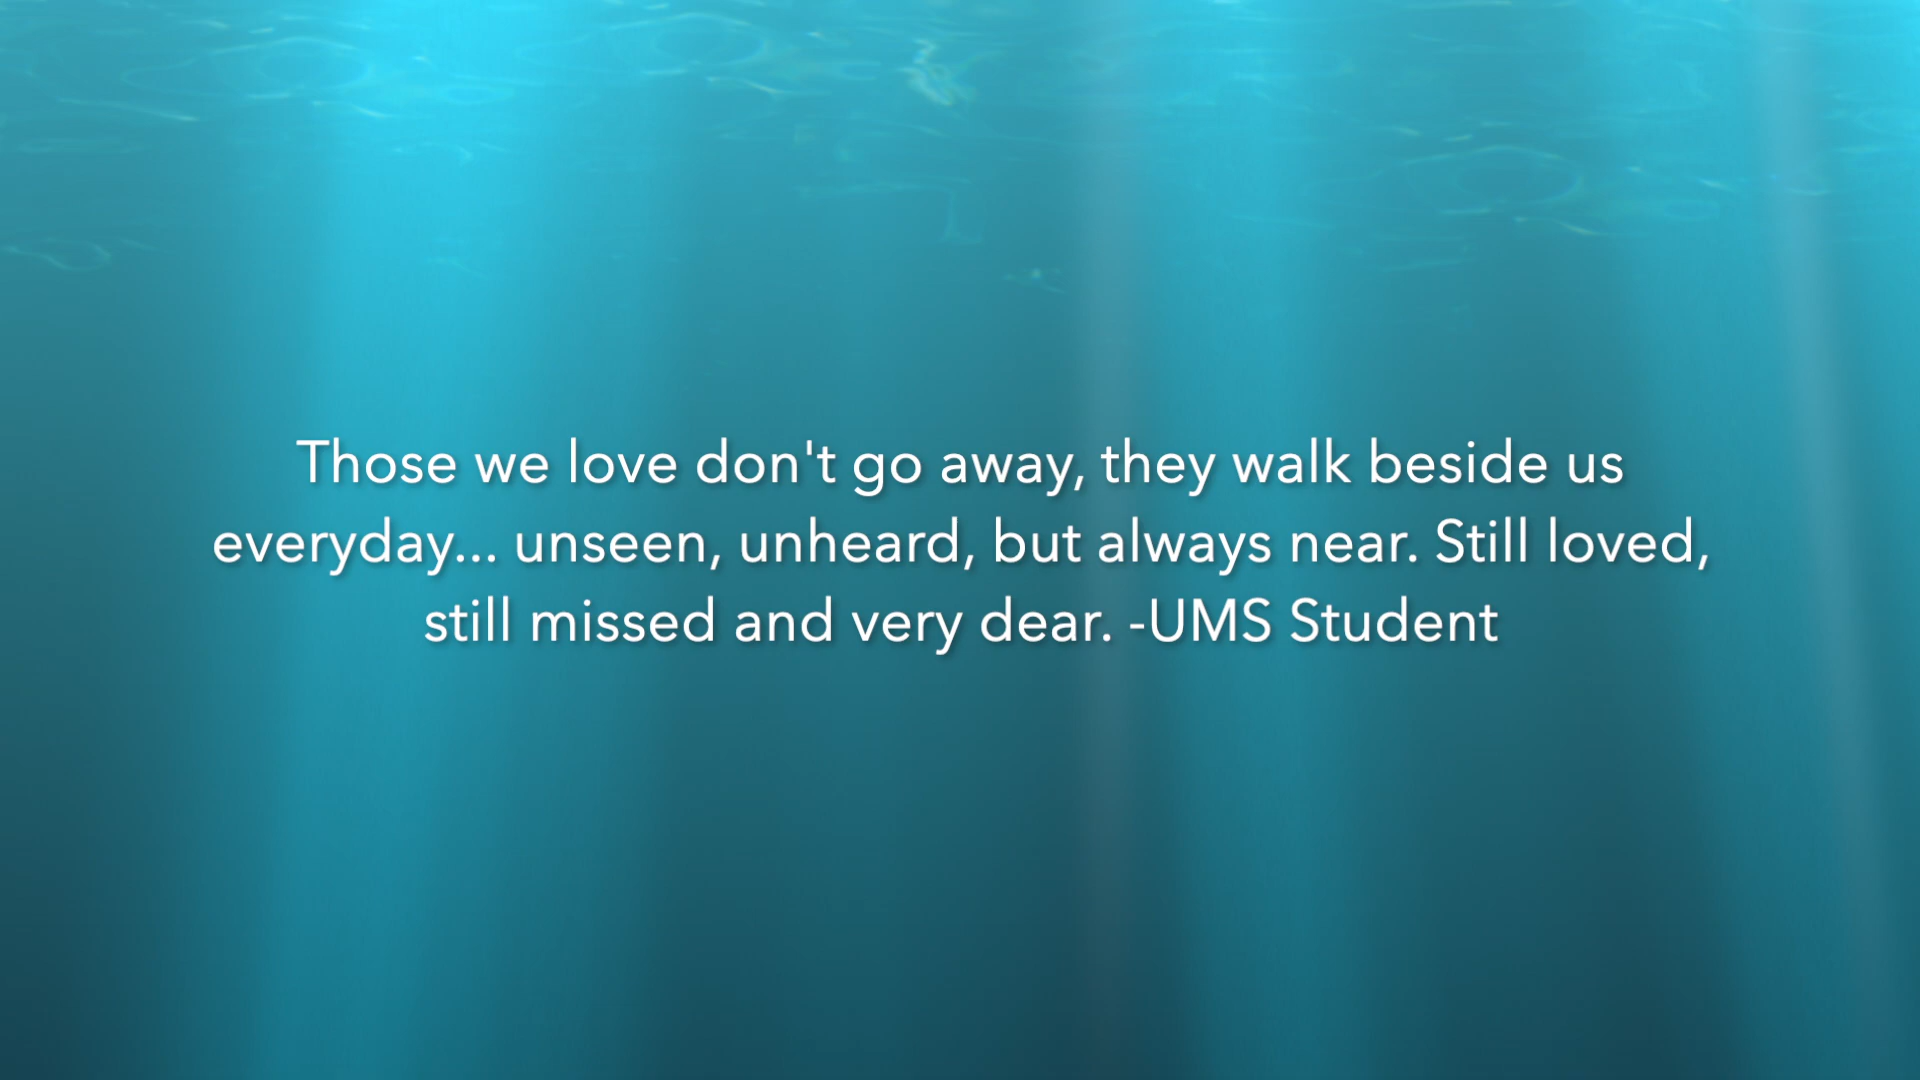 Those we love don't go away, they walk beside us
everyday... unseen, unheard, but always near. Still loved,
still missed and very dear. -UMS Student